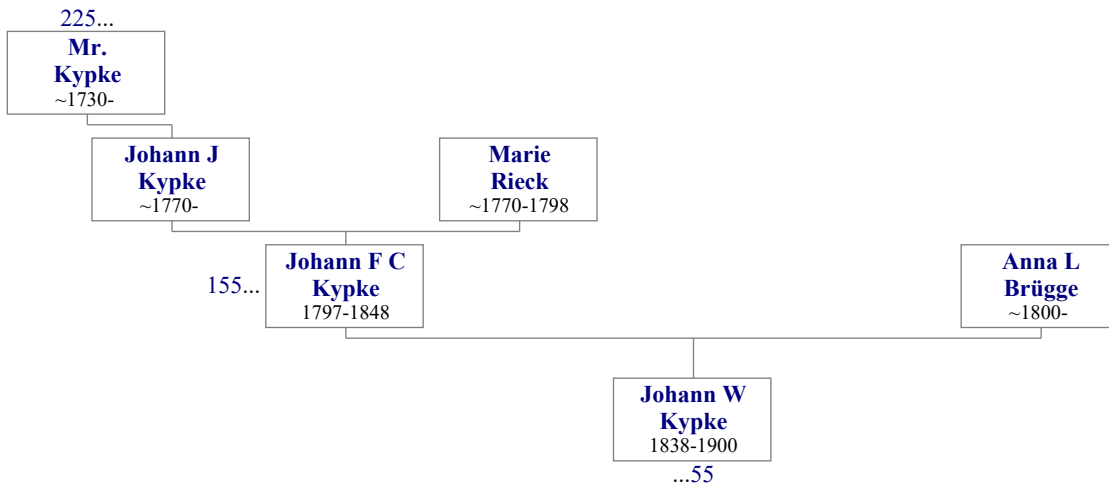 225...
Mr.
Kypke
~1730-
Johann J
Kypke
~1770-
Marie
Rieck
~1770-1798
155...
Johann F C
Kypke
1797-1848
Anna L
Brügge
~1800-
Johann W
Kypke
1838-1900
...55